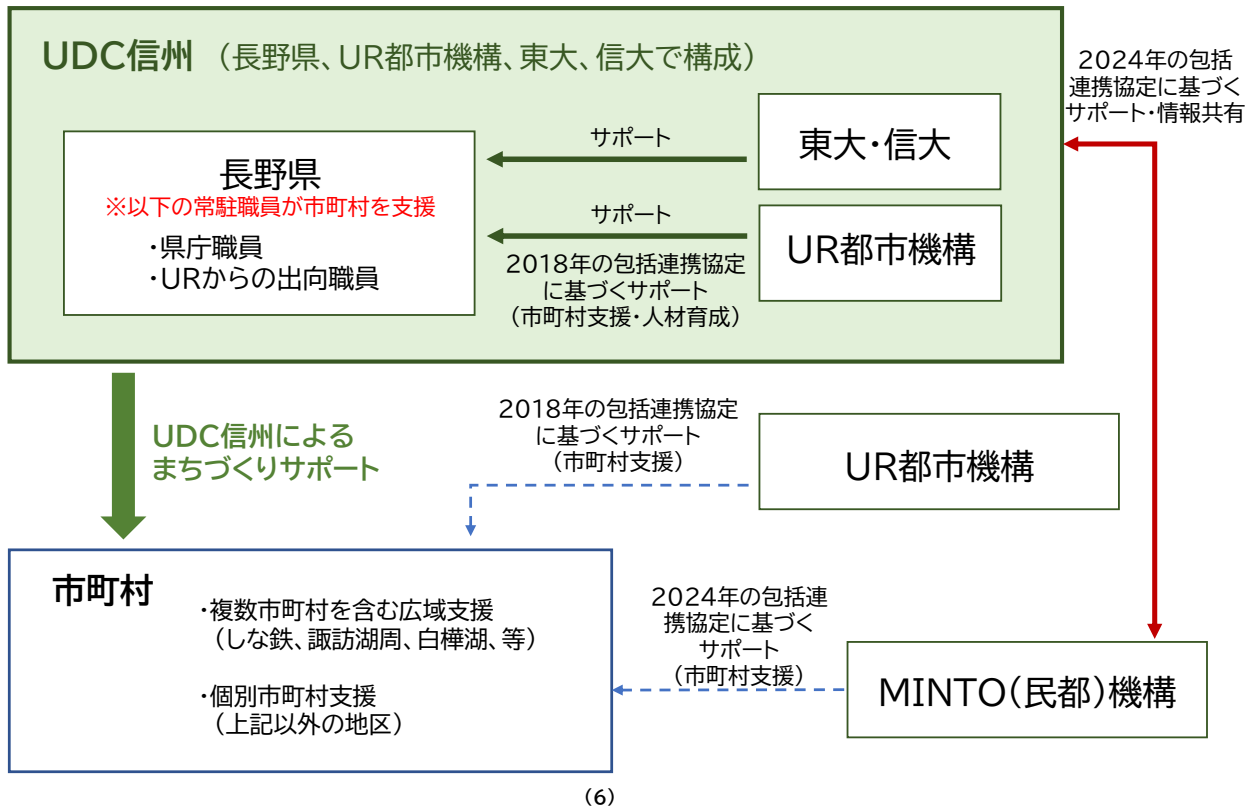 UDC信州 （長野県、UR都市機構、東大、信大で構成）
2024年の包括
連携協定に基づく
サポート・情報共有
長野県
※以下の常駐職員が市町村を支援
・県庁職員
・URからの出向職員
サポート
東大・信大
サポート
2018年の包括連携協定
に基づくサポート
（市町村支援・人材育成）
UR都市機構
UDC信州による
まちづくりサポート
2018年の包括連携協定
に基づくサポート
（市町村支援）
UR都市機構
市町村
・複数市町村を含む広域支援
（しな鉄、諏訪湖周、白樺湖、等）
・個別市町村支援
（上記以外の地区）
2024年の包括連
携協定に基づく
サポート
（市町村支援）
MINTO（民都）機構
（6）